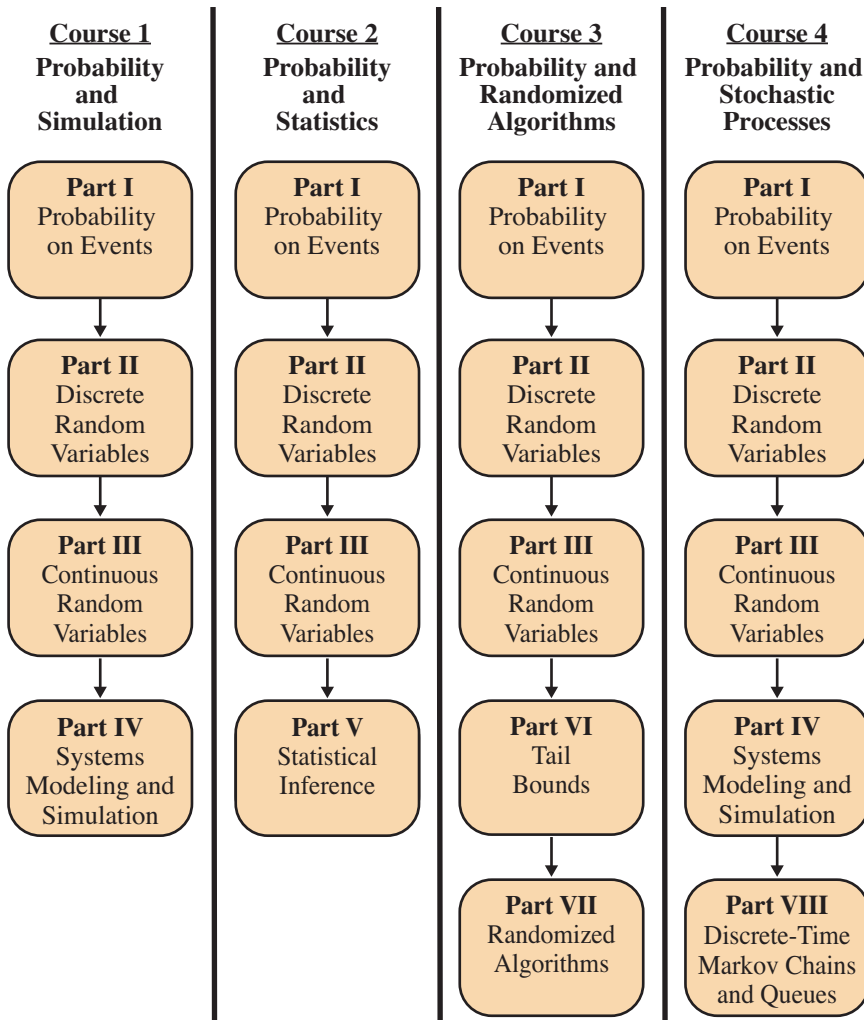 Course 1
Probability
and
Simulation
Part I
Probability
on Events
Part II
Discrete
Random
Variables
Part III
Continuous
Random
Variables
Part IV
Systems
Modeling and
Simulation
Course 2
Probability
and
Statistics
Part I
Probability
on Events
Part II
Discrete
Random
Variables
Part III
Continuous
Random
Variables
Part V
Statistical
Inference
Course 3
Probability and
Randomized
Algorithms
Part I
Probability
on Events
Part II
Discrete
Random
Variables
Part III
Continuous
Random
Variables
Part VI
Tail
Bounds
Part VII
Randomized
Algorithms
Course 4
Probability and
Stochastic
Processes
Part I
Probability
on Events
Part II
Discrete
Random
Variables
Part III
Continuous
Random
Variables
Part IV
Systems
Modeling and
Simulation
Part VIII
Discrete-Time
Markov Chains
and Queues